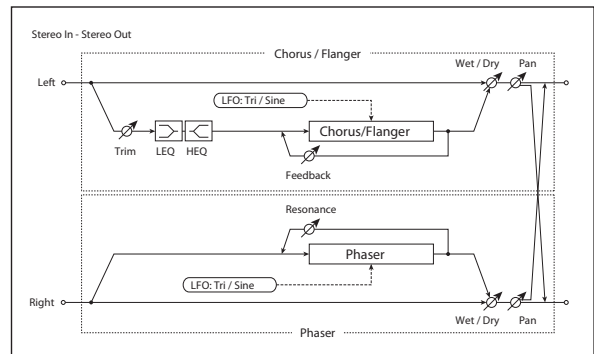 Stereo In - Stereo Out
Chorus / Flanger
Wet / Dry
Pan
Left
LFO: Tri / Sine
Chorus/Flanger
Trim
LEQ
HEQ
Feedback
Resonance
Phaser
LFO: Tri / Sine
Right
Wet / Dry
Pan
Phaser